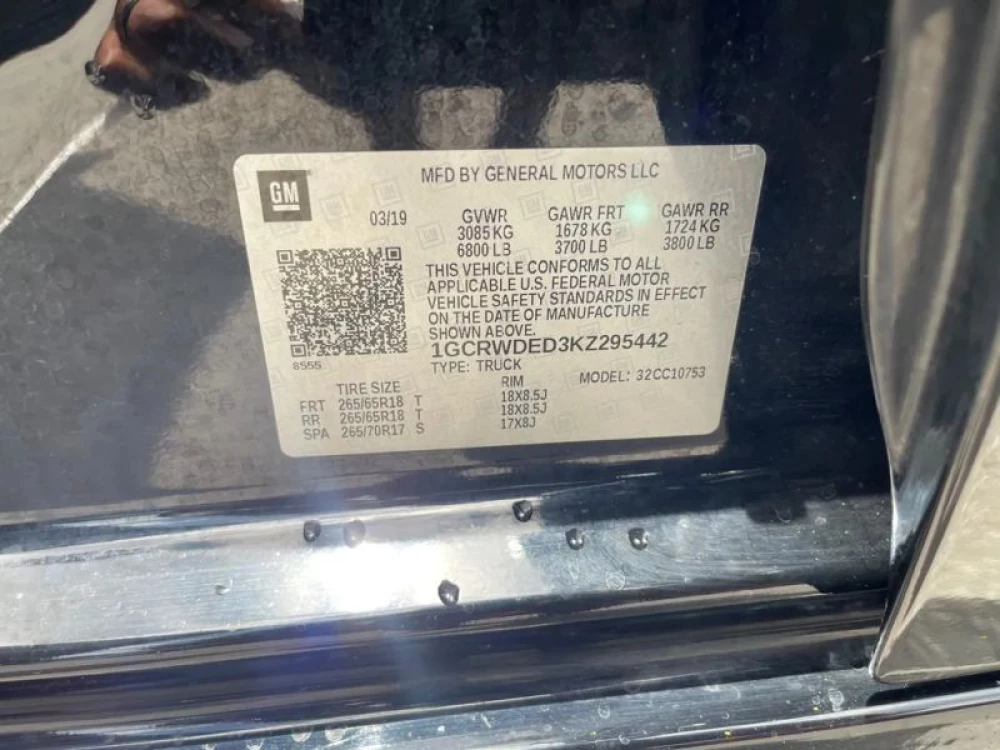 GM
MFD BY GENERAL MOTORS LLC
03/19
GVWR GAWR FRT GAWR RR
3085 KG 1678 KG 1724 KG
6800 LB 3700 LB 3800 LB
THIS VEHICLE CONFORMS TO ALL
APPLICABLE U.S. FEDERAL MOTOR
VEHICLE SAFETY STANDARDS IN EFFECT
ON THE DATE OF MANUFACTURE
SHOWN ABOVE.
1GCRWDED3KZ295442
8555
TYPE: TRUCK
MODEL: 32CC10753
TIRE SIZE RIM
FRT 265/65R18 T 18X8.5J
RR 265/65R18 T 18X8.5J
SPA 265/70R17 S 17X8J